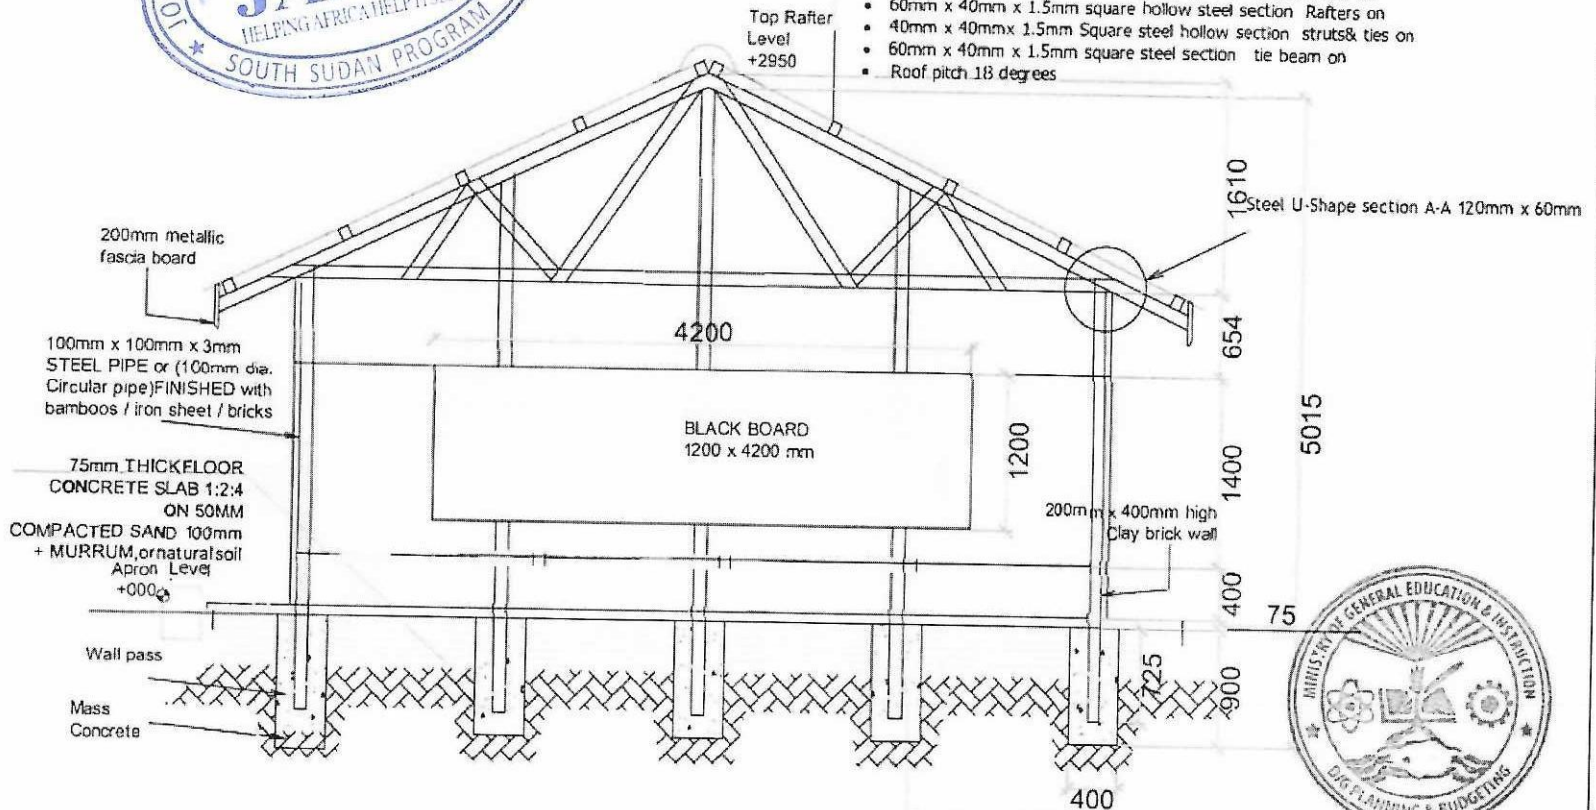 HELPING AFRICA HELP
SOUTH SUDAN PROGRAM
Top Rafter
Level
+2950
• 60mm x 40mm x 1.5mm square hollow steel section Rafters on
• 40mm x 40mmx 1.5mm Square steel hollow section struts& ties on
• 60mm x 40mm x 1.5mm square steel section tie beam on
• Roof pitch 18 degrees
1610
Steel U-Shape section A-A 120mm x 60mm
200mm metallic
fascia board
4200
654
100mm x 100mm x 3mm
STEEL PIPE or (100mm dia.
Circular pipe)FINISHED with
bamboos / iron sheet / bricks
5015
BLACK BOARD
1200 x 4200 mm
1200
1400
75mm THICKFLOOR
CONCRETE SLAB 1:2:4
ON 50MM
COMPACTED SAND 100mm
+ MURRUM,ornaturalsoil
Apron Level
+000
200mm x 400mm high
Clay brick wall
400
75
Wall pass
725
900
Mass
Concrete
400
MINISTRY OF GENERAL EDUCATION & INSTRUCTION
D/G PLANNING & BUDGETING